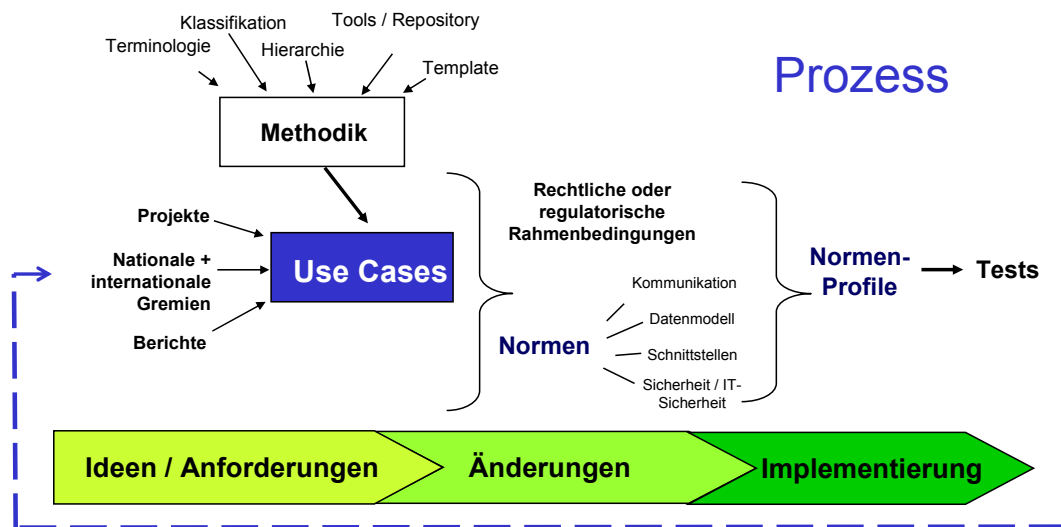 Klassifikation
Tools / Repository
Terminologie
Hierarchie
Template
Prozess
Methodik
Projekte
Nationale +
internationale
Gremien
Berichte
Use Cases
Rechtliche oder
regulatorische
Rahmenbedingungen
Normen
Kommunikation
Datenmodell
Schnittstellen
Sicherheit / IT-
Sicherheit
Normen-
Profile
Tests
Ideen / Anforderungen
Änderungen
Implementierung